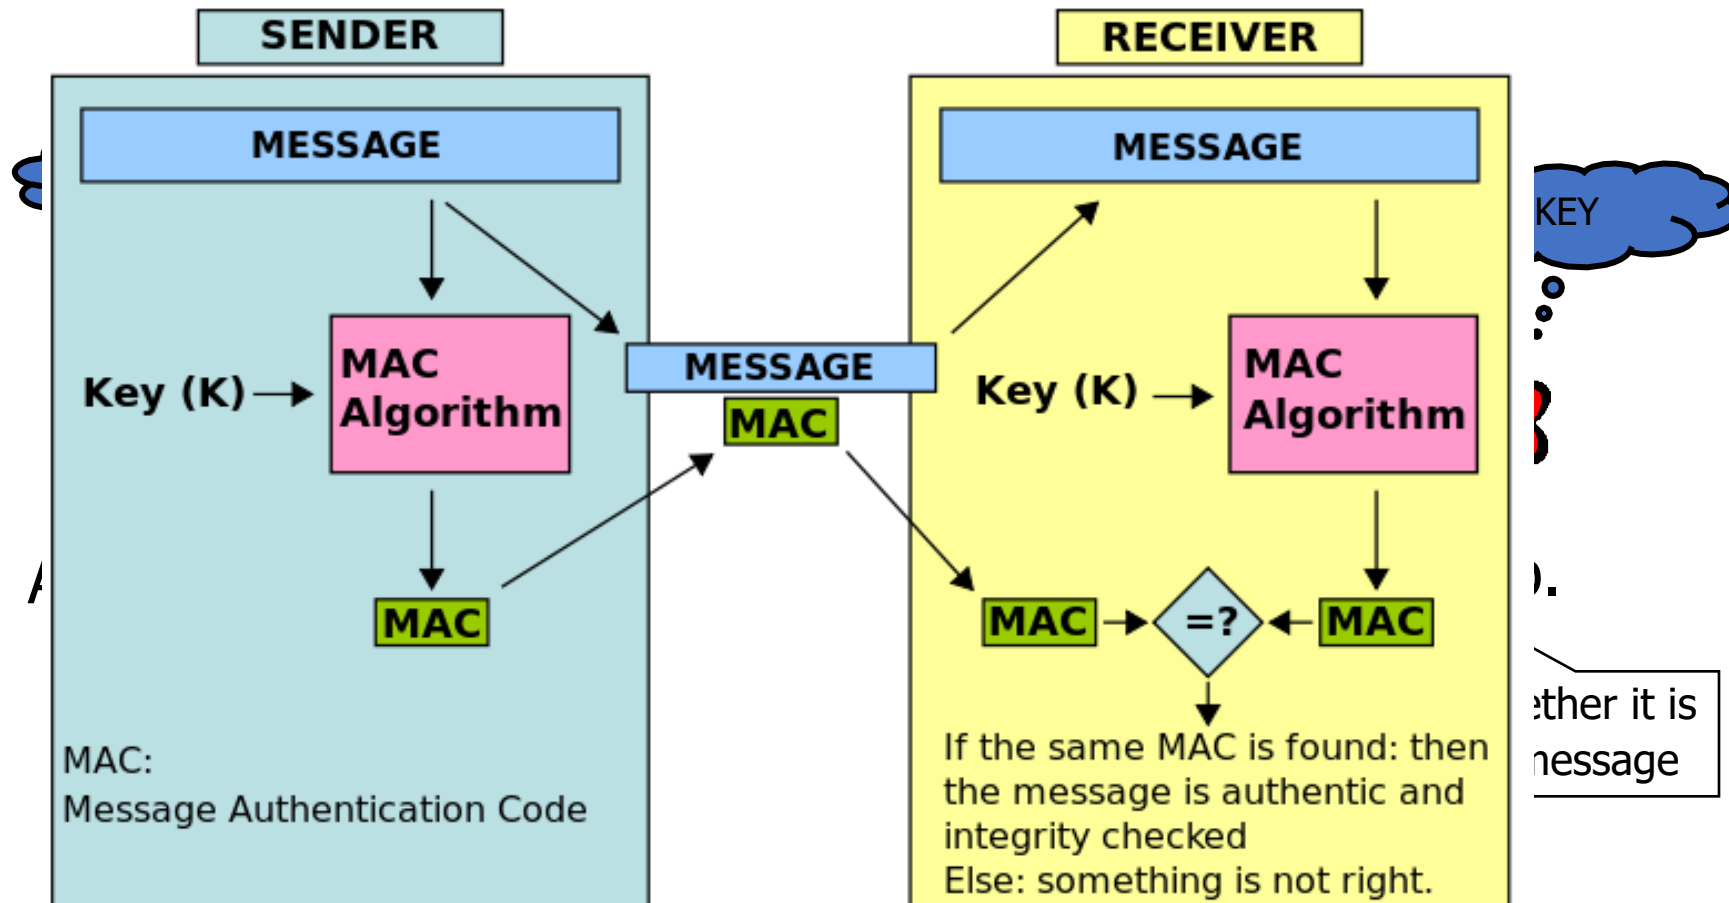 SENDER
RECEIVER
MESSAGE
MESSAGE
KEY
MAC
Algorithm
Key (K)
MESSAGE
MAC
Key (K)
MAC
Algorithm
MAC
MAC
=?
MAC
MAC:
Message Authentication Code
If the same MAC is found: then
the message is authentic and
integrity checked
Else: something is not right.
it is